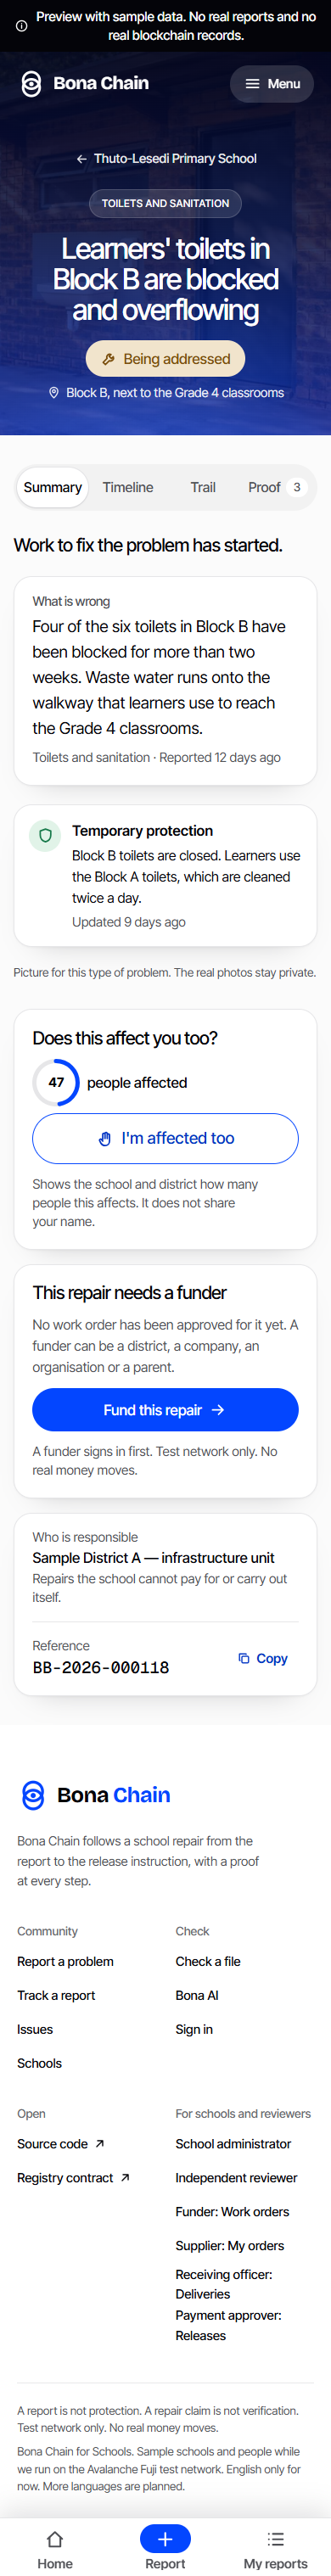 Preview with sample data. No real reports and no
real blockchain records.
Bona Chain
Menu
← Thuto-Lesedi Primary School
TOILETS AND SANITATION
Learners' toilets in
Block B are blocked
and overflowing
Being addressed
Block B, next to the Grade 4 classrooms
Summary Timeline Trail Proof 3
Work to fix the problem has started.
What is wrong
Four of the six toilets in Block B have
been blocked for more than two
weeks. Waste water runs onto the
walkway that learners use to reach
the Grade 4 classrooms.
Toilets and sanitation · Reported 12 days ago
Temporary protection
Block B toilets are closed. Learners use
the Block A toilets, which are cleaned
twice a day.
Updated 9 days ago
Picture for this type of problem. The real photos stay private.
Does this affect you too?
47 people affected
I'm affected too
Shows the school and district how many
people this affects. It does not share
your name.
This repair needs a funder
No work order has been approved for it yet. A
funder can be a district, a company, an
organisation or a parent.
Fund this repair →
A funder signs in first. Test network only. No
real money moves.
Who is responsible
Sample District A — infrastructure unit
Repairs the school cannot pay for or carry out
itself.
Reference
BB-2026-000118
Copy
Bona Chain
Bona Chain follows a school repair from the
report to the release instruction, with a proof
at every step.
Community
Report a problem
Track a report
Issues
Schools
Check
Check a file
Bona AI
Sign in
Open
Source code ↗
Registry contract ↗
For schools and reviewers
School administrator
Independent reviewer
Funder: Work orders
Supplier: My orders
Receiving officer:
Deliveries
Payment approver:
Releases
A report is not protection. A repair claim is not verification.
Test network only. No real money moves.
Bona Chain for Schools. Sample schools and people while
we run on the Avalanche Fuji test network. English only for
now. More languages are planned.
Home
Report
My reports